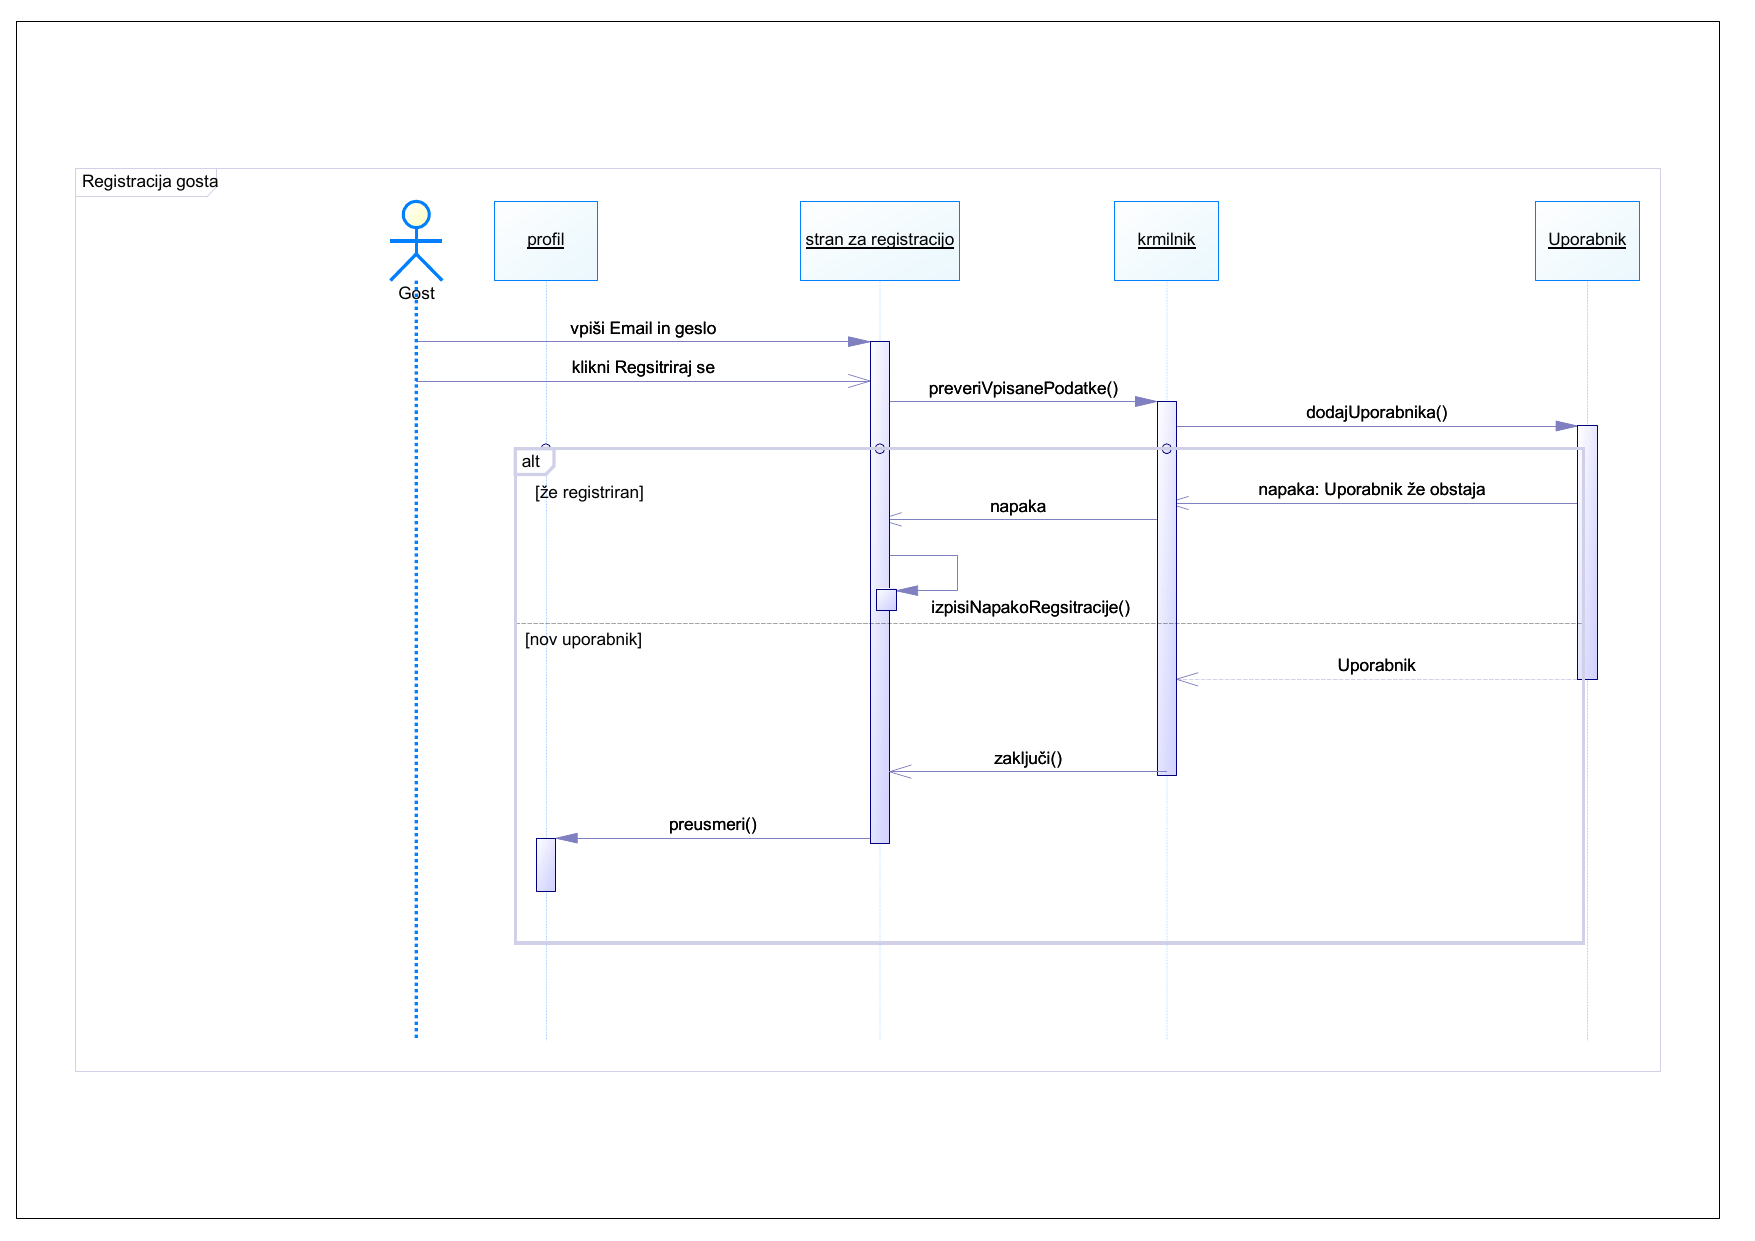 Registracija gosta
Gost
profil
stran za registracijo
krmilnik
Uporabnik
vpiši Email in geslo
klikni Regsitriraj se
preveriVpisanePodatke()
dodajUporabnika()
alt
[že registriran]
napaka: Uporabnik že obstaja
napaka
izpisiNapakoRegsitracije()
[nov uporabnik]
Uporabnik
zaključi()
preusmeri()